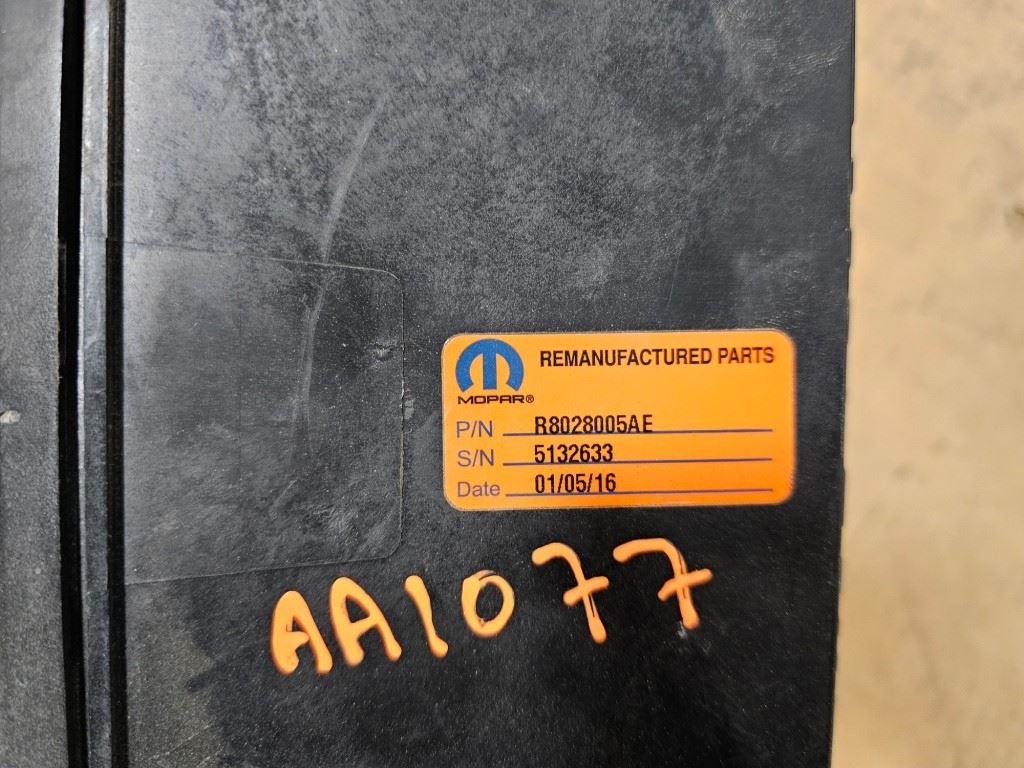 REMANUFACTURED PARTS
MOPAR®
P/N R8028005AE
S/N 5132633
Date 01/05/16
AA1077